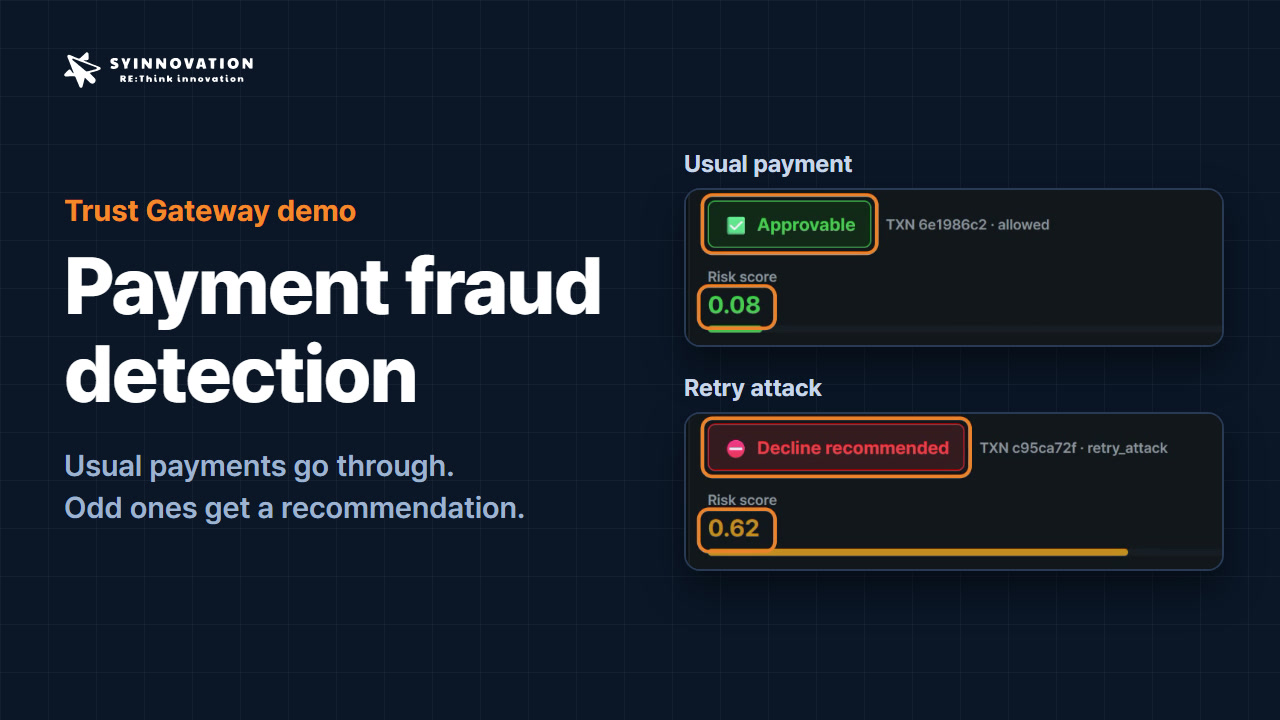 SYINNOVATION
RE:Think innovation
Trust Gateway demo
Payment fraud
detection
Usual payments go through.
Odd ones get a recommendation.
Usual payment
Approvable
TXN 6e1986c2 · allowed
Risk score
0.08
Retry attack
Decline recommended
TXN c95ca72f · retry_attack
Risk score
0.62